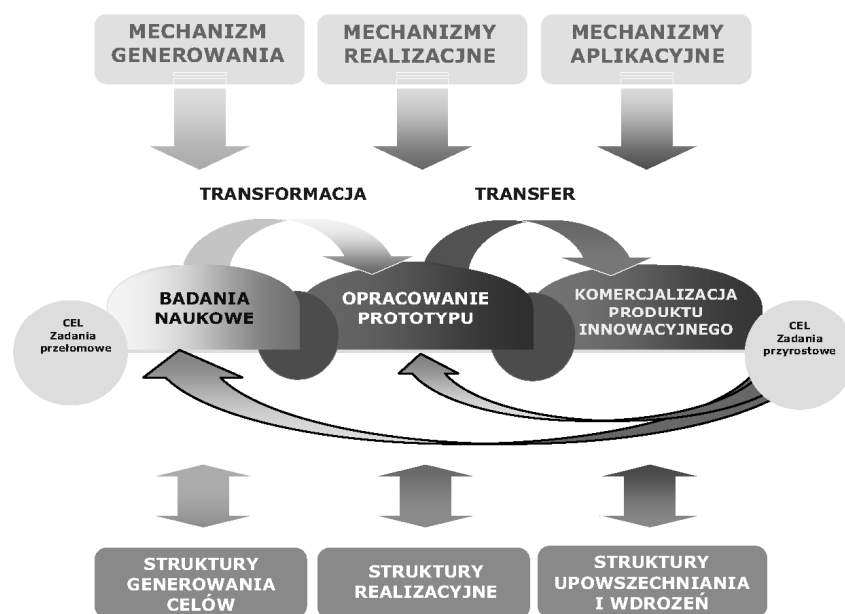 MECHANIZM
GENEROWANIA
MECHANIZMY
REALIZACJNE
MECHANIZMY
APLIKACYJNE
TRANSFORMACJA
TRANSFER
BADANIA
NAUKOWE
OPRACOWANIE
PROTOTYPU
KOMERCJALIZACJA
PRODUKTU
INNOWACYJNEGO
CEL
Zadania
przełomowe
CEL
Zadania
przyrostowe
STRUKTURY
GENEROWANIA
CELÓW
STRUKTURY
REALIZACYJNE
STRUKTURY
UPOWSZECHNIANIA
I WDROZEŃ